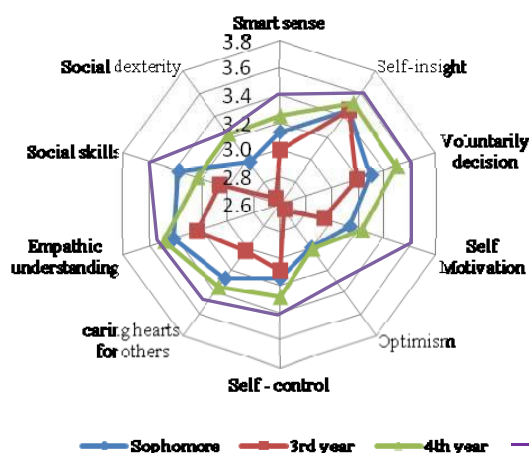 Smart sense
3.8
3.6
3.4
3.2
3.0
2.8
2.6
Social dexterity
Self-insight
Social skills
Voluntarily
decision
Empathic
understanding
Self
Motivation
caring hearts
for others
Optimism
Self - control
Sophomore
3rd year
4th year